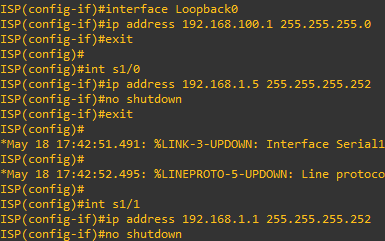 ISP(config-if)#interface Loopback0
ISP(config-if)#ip address 192.168.100.1 255.255.255.0
ISP(config-if)#exit
ISP(config)#
ISP(config)#int s1/0
ISP(config-if)#ip address 192.168.1.5 255.255.255.252
ISP(config-if)#no shutdown
ISP(config-if)#exit
ISP(config)#
*May 18 17:42:51.491: %LINK-3-UPDOWN: Interface Serial1
ISP(config)#
*May 18 17:42:52.495: %LINEPROTO-5-UPDOWN: Line protoco
ISP(config)#
ISP(config)#int s1/1
ISP(config-if)#ip address 192.168.1.1 255.255.255.252
ISP(config-if)#no shutdown